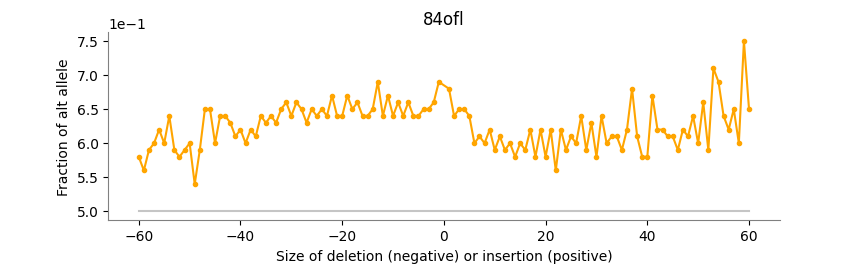 84ofl
1e−1
7.5
7.0
6.5
6.0
5.5
5.0
Fraction of alt allele
−60 −40 −20 0 20 40 60
Size of deletion (negative) or insertion (positive)